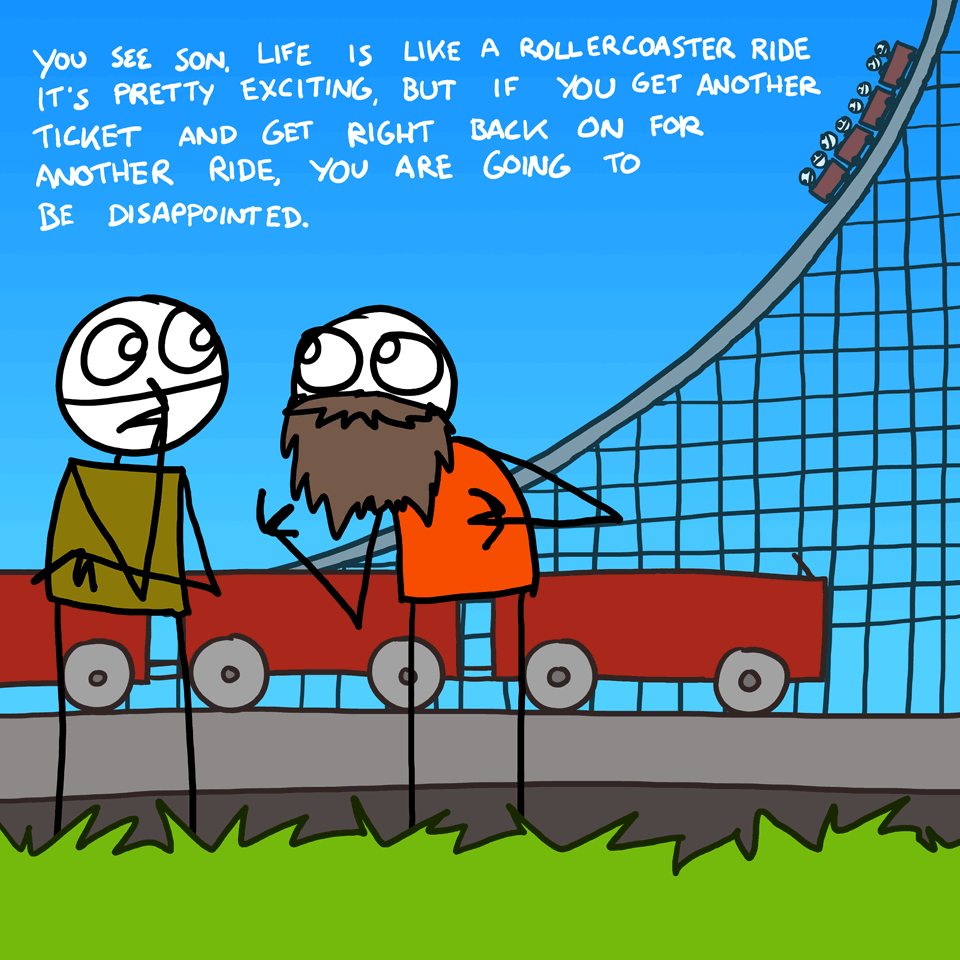 YOU SEE SON, LIFE IS LIKE A ROLLERCOASTER RIDE
IT'S PRETTY EXCITING, BUT IF YOU GET ANOTHER
TICKET AND GET RIGHT BACK ON FOR
ANOTHER RIDE, YOU ARE GOING TO
BE DISAPPOINTED.